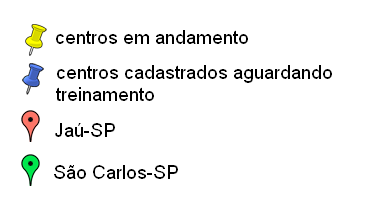 centros em andamento
centros cadastrados aguardando
treinamento
Jaú-SP
São Carlos-SP